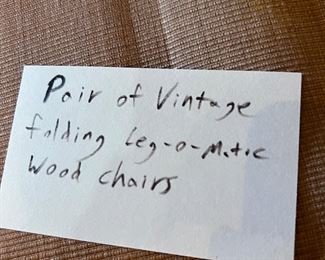 Pair of Vintage
folding Leg-o-Matic
Wood chairs